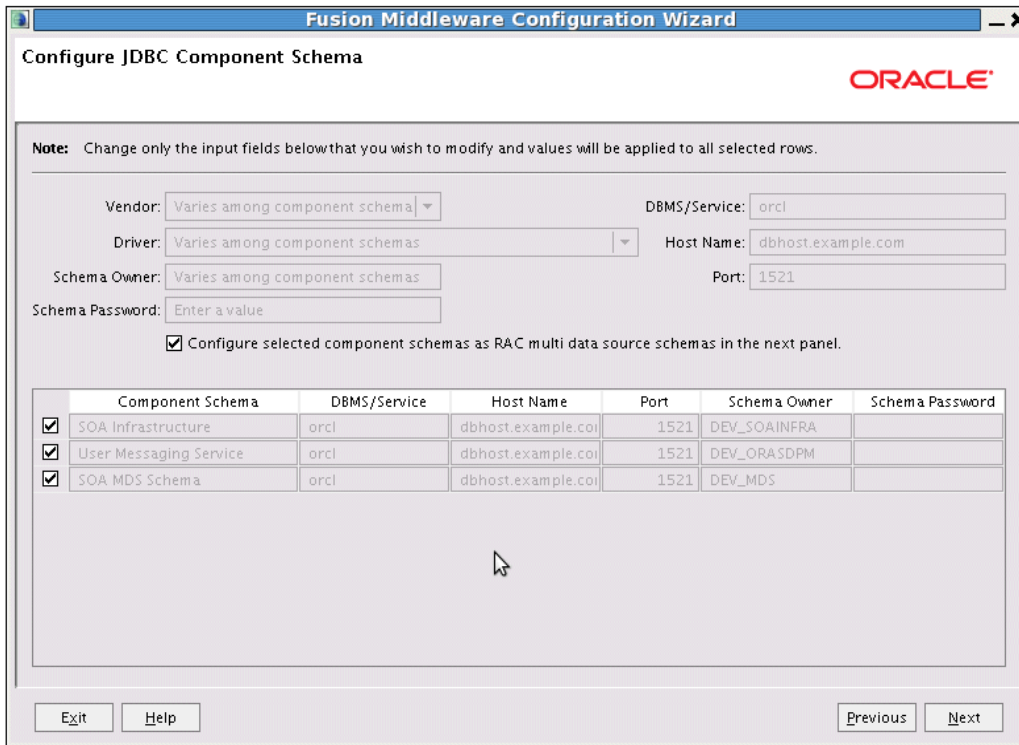 Fusion Middleware Configuration Wizard
Configure JDBC Component Schema
ORACLE
Note: Change only the input fields below that you wish to modify and values will be applied to all selected rows.
Vendor: Varies among component schema DBMS/Service: orcl
Driver: Varies among component schemas Host Name: dbhost.example.com
Schema Owner: Varies among component schemas Port: 1521
Schema Password: Enter a value
Configure selected component schemas as RAC multi data source schemas in the next panel.
Component Schema DBMS/Service Host Name Port Schema Owner Schema Password
SOA Infrastructure orcl dbhost.example.co 1521 DEV_SOAINFRA
User Messaging Service orcl dbhost.example.co 1521 DEV_ORASDPM
SOA MDS Schema orcl dbhost.example.co 1521 DEV_MDS
Exit Help Previous Next